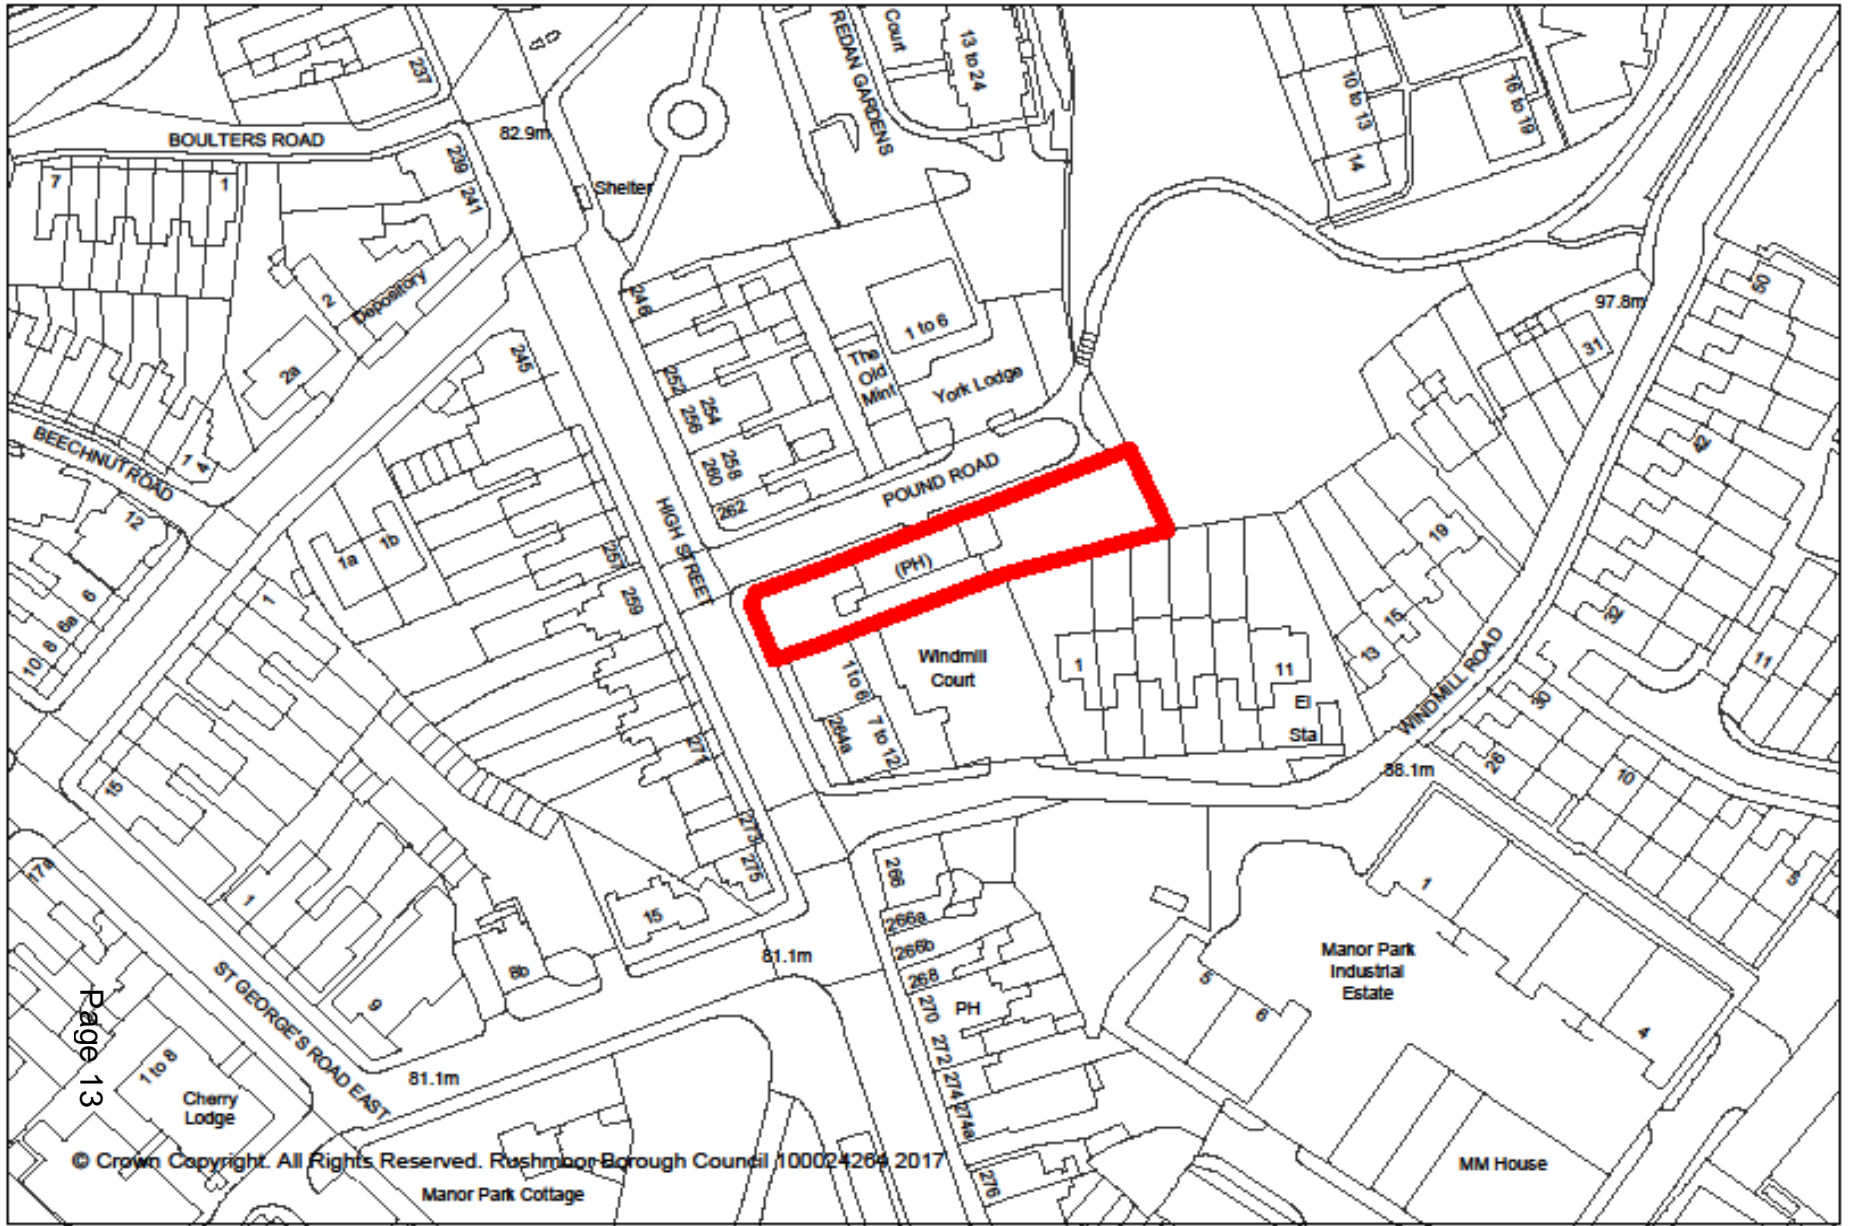 237
REDAN GARDENS
Court
13 to 24
10 to 13
16 to 19
14
BOULTERS ROAD
82.9m
239
241
7
1
Shelter
2
Depository
2a
246
1 to 6
The
Old
Mint
York Lodge
97.8m
50
31
245
252
254
256
258
260
262
BEECHNUT ROAD
1 4
12
42
POUND ROAD
HIGH STREET
1a
1b
257
259
(PH)
19
15
13
32
11
6
6a
8
10
1
Windmill
Court
1 to 6
7 to 12
264a
1
11
El
Sta
WINDMILL ROAD
30
26
10
88.1m
271
273
275
15
17a
1
266
266a
266b
268
270
PH
272
274
274a
276
15
8b
9
81.1m
1
5
Manor Park
Industrial
Estate
5
6
4
ST GEORGE'S ROAD EAST
81.1m
Page 13
1 to 8
Cherry
Lodge
MM House
© Crown Copyright. All Rights Reserved. Rushmoor Borough Council 100024264 2017
Manor Park Cottage